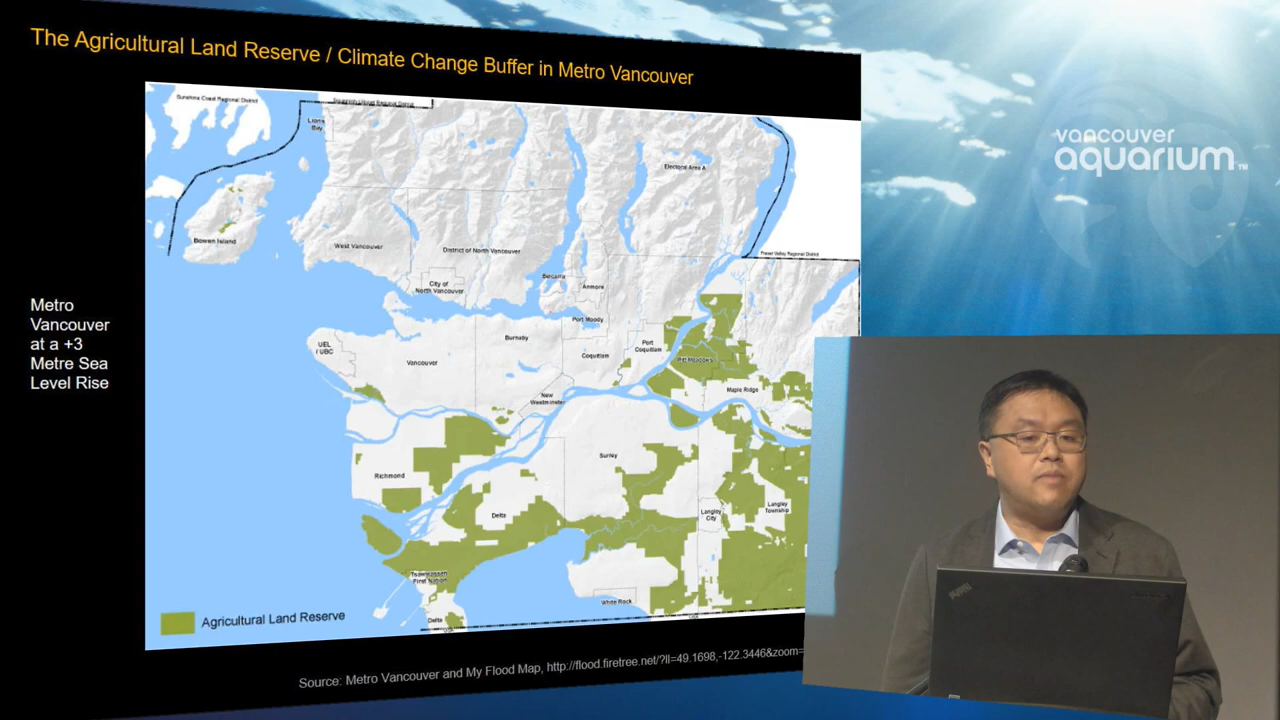 The Agricultural Land Reserve / Climate Change Buffer in Metro Vancouver
vancouver
aquarium™
Sunshine Coast Regional District
Lions
Bay
Electoral Area A
Bowen Island
West Vancouver
District of North Vancouver
Fraser Valley Regional District
City of
North Vancouver
Belcarra
Anmore
Metro
Vancouver
at a +3
Metre Sea
Level Rise
Port Moody
UEL
/ UBC
Burnaby
Port
Coquitlam
Vancouver
Coquitlam
Pitt Meadows
Maple Ridge
New
Westminster
Richmond
Surrey
Delta
Langley
City
Langley
Township
Tsawwassen
First Nation
White Rock
Delta
Agricultural Land Reserve
Source: Metro Vancouver and My Flood Map, http://flood.firetree.net/?ll=49.1698,-122.3446&zoom=
ThinkPad